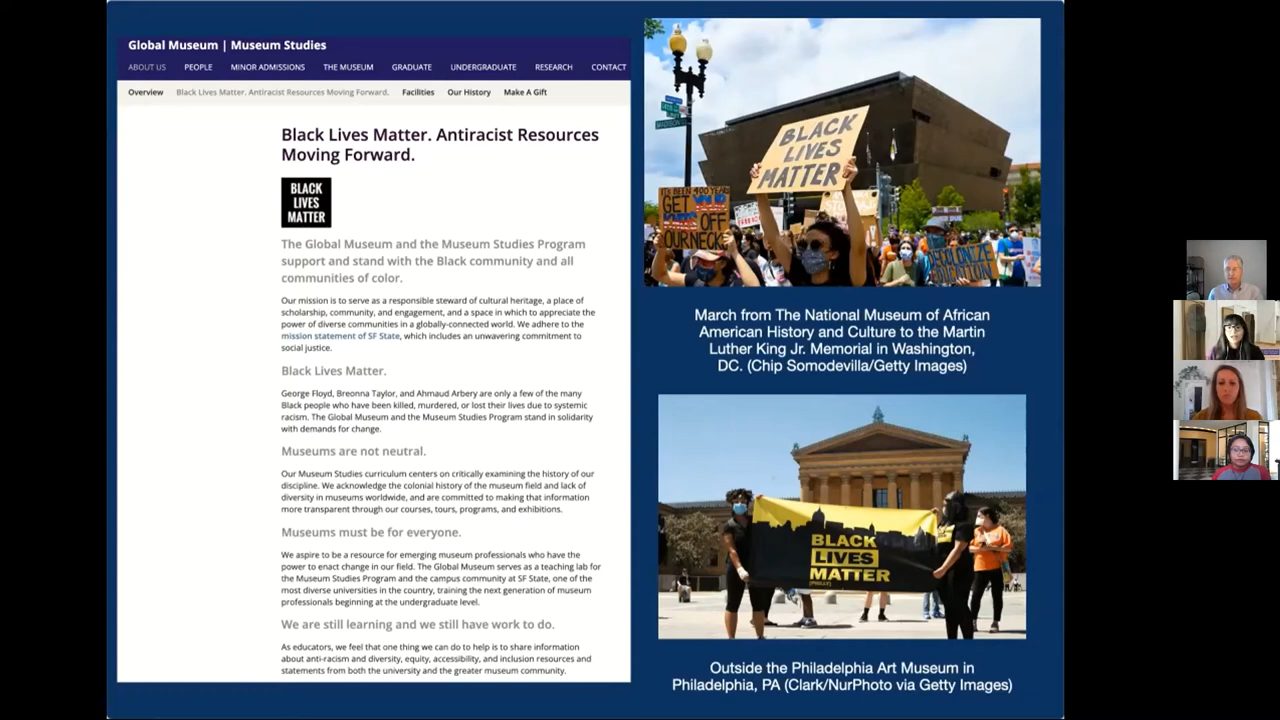 Global Museum | Museum Studies
ABOUT US PEOPLE MINOR ADMISSIONS THE MUSEUM GRADUATE UNDERGRADUATE RESEARCH CONTACT
Overview Black Lives Matter. Antiracist Resources Moving Forward. Facilities Our History Make A Gift
Black Lives Matter. Antiracist Resources
Moving Forward.
BLACK
LIVES
MATTER
The Global Museum and the Museum Studies Program
support and stand with the Black community and all
communities of color.
Our mission is to serve as a responsible steward of cultural heritage, a place of
scholarship, community, and engagement, and a space in which to appreciate the
power of diverse communities in a globally-connected world. We adhere to the
mission statement of SF State, which includes an unwavering commitment to
social justice.
Black Lives Matter.
George Floyd, Breonna Taylor, and Ahmaud Arbery are only a few of the many
Black people who have been killed, murdered, or lost their lives due to systemic
racism. The Global Museum and the Museum Studies Program stand in solidarity
with demands for change.
Museums are not neutral.
Our Museum Studies curriculum centers on critically examining the history of our
discipline. We acknowledge the colonial history of the museum field and lack of
diversity in museums worldwide, and are committed to making that information
more transparent through our courses, tours, programs, and exhibitions.
Museums must be for everyone.
We aspire to be a resource for emerging museum professionals who have the
power to enact change in our field. The Global Museum serves as a teaching lab for
the Museum Studies Program and the campus community at SF State, one of the
most diverse universities in the country, training the next generation of museum
professionals beginning at the undergraduate level.
We are still learning and we still have work to do.
As educators, we feel that one thing we can do to help is to share information
about anti-racism and diversity, equity, accessibility, and inclusion resources and
statements from both the university and the greater museum community.
BLACK
LIVES
MATTER
IT'S BEEN 400 YEARS
GET YOUR
OFF
OUR NECK
DECOLONIZE
EDUCATION
MADISON
March from The National Museum of African
American History and Culture to the Martin
Luther King Jr. Memorial in Washington,
DC. (Chip Somodevilla/Getty Images)
BLACK
LIVES
MATTER
[PHILLY]
Outside the Philadelphia Art Museum in
Philadelphia, PA (Clark/NurPhoto via Getty Images)